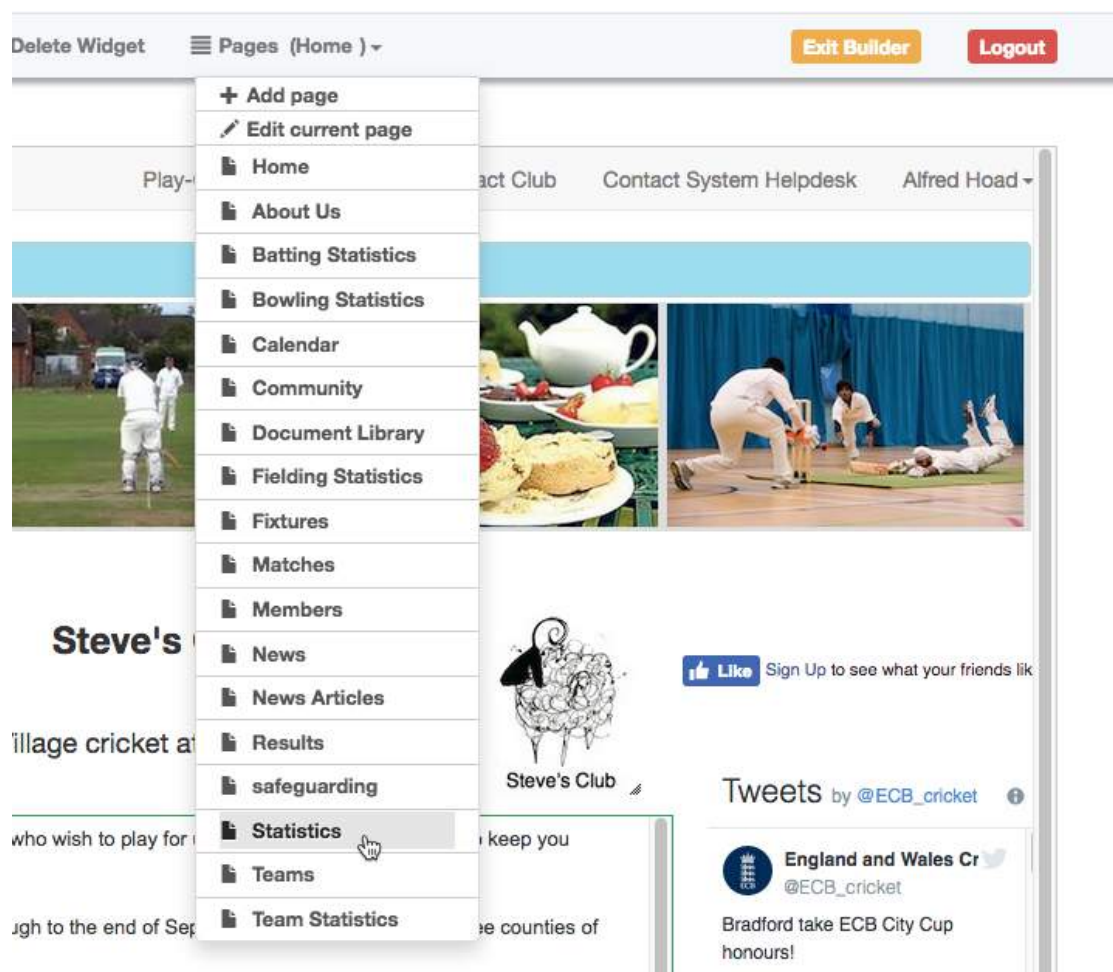 Delete Widget
Pages (Home )
Exit Builder
Logout
Add page
Edit current page
Home
About Us
Batting Statistics
Bowling Statistics
Calendar
Community
Document Library
Fielding Statistics
Fixtures
Matches
Members
News
News Articles
Results
safeguarding
Statistics
Teams
Team Statistics
Play-
act Club
Contact System Helpdesk
Alfred Hoad
Steve's
Steve's Club
Like Sign Up to see what your friends lik
illage cricket
Tweets by @ECB_cricket
who wish to play for
keep you
England and Wales Cr
@ECB_cricket
ugh to the end of Sep
ee counties of
Bradford take ECB City Cup
honours!